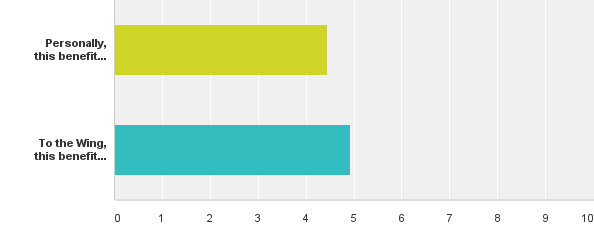 Personally,
this benefit...
To the Wing,
this benefit...
0 1 2 3 4 5 6 7 8 9 10